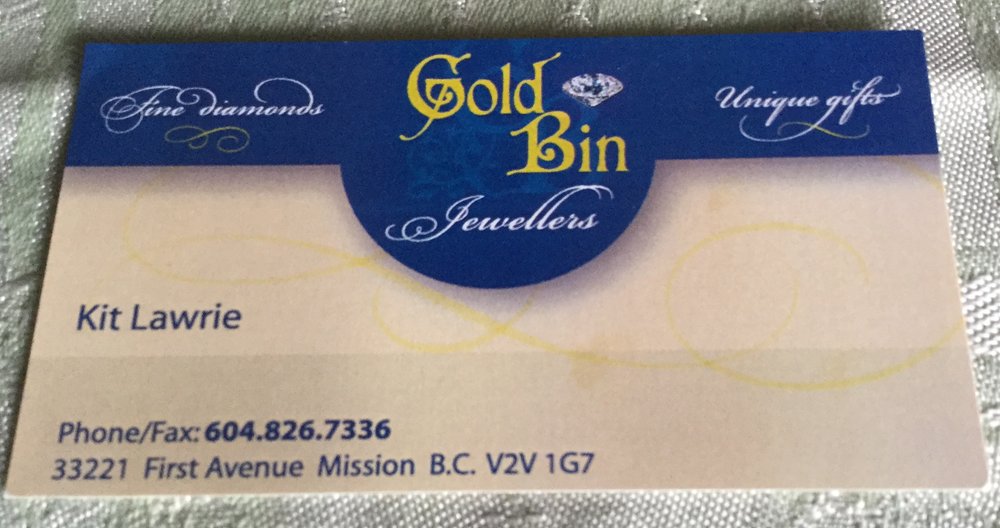 Fine diamonds
Gold
Bin
Jewellers
Unique gifts
Kit Lawrie
Phone/Fax: 604.826.7336
33221 First Avenue Mission B.C. V2V 1G7